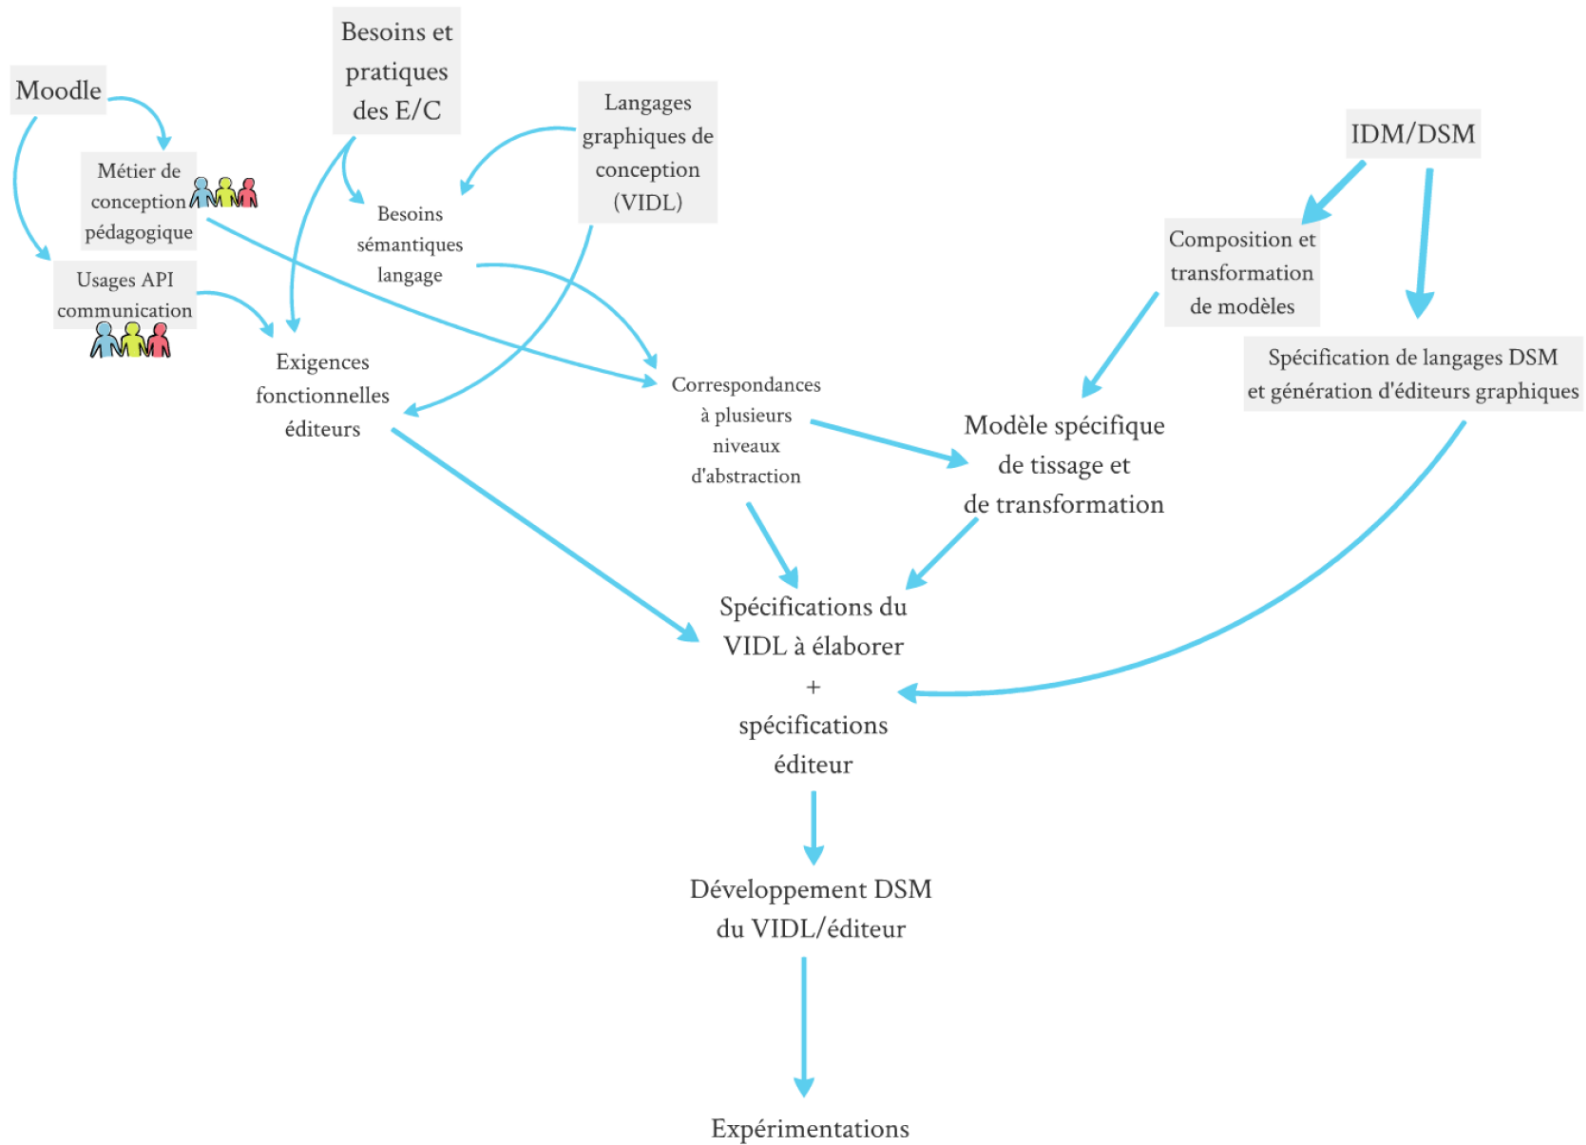 Besoins et
pratiques
des E/C
Moodle
Langages
graphiques de
conception
(VIDL)
IDM/DSM
Métier de
conception
pédagogique
Besoins
sémantiques
langage
Composition et
transformation
de modèles
Usages API
communication
Exigences
fonctionnelles
éditeurs
Spécification de langages DSM
et génération d'éditeurs graphiques
Correspondances
à plusieurs
niveaux
d'abstraction
Modèle spécifique
de tissage et
de transformation
Spécifications du
VIDL à élaborer
+
spécifications
éditeur
Développement DSM
du VIDL/éditeur
Expérimentations